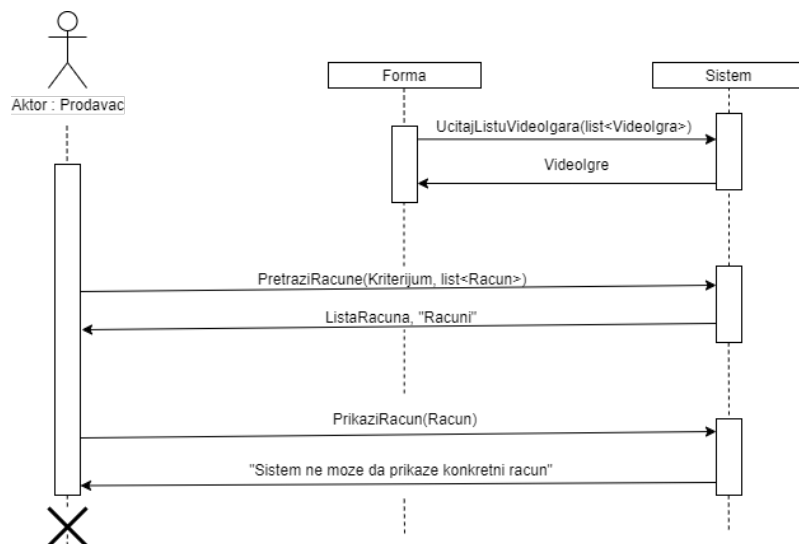 Forma
Sistem
Aktor : Prodavac
UcitajListuVideoIgara(list<VideoIgra>)
VideoIgre
PretraziRacune(Kriterijum, list<Racun>)
ListaRacuna, "Racuni"
PrikaziRacun(Racun)
"Sistem ne moze da prikaze konkretni racun"